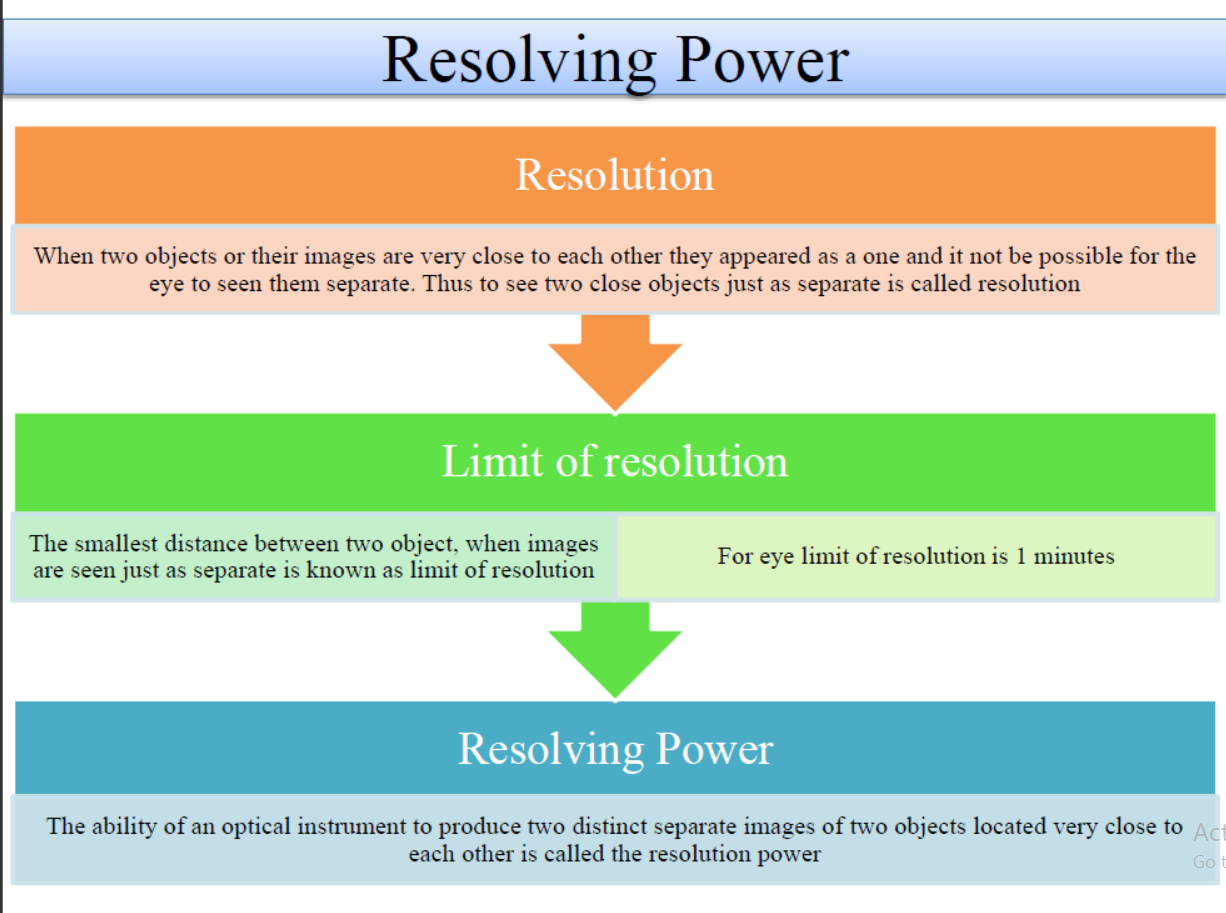 Resolving Power
Resolution
When two objects or their images are very close to each other they appeared as a one and it not be possible for the
eye to seen them separate. Thus to see two close objects just as separate is called resolution
Limit of resolution
The smallest distance between two object, when images
are seen just as separate is known as limit of resolution
For eye limit of resolution is 1 minutes
Resolving Power
The ability of an optical instrument to produce two distinct separate images of two objects located very close to
each other is called the resolution power
Act
Go t